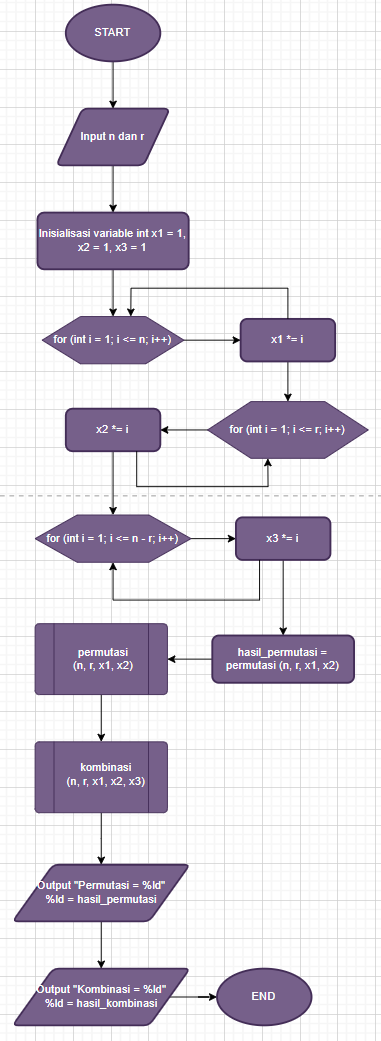 START
Input n dan r
Inisialisasi variable int x1 = 1,
x2 = 1, x3 = 1
for (int i = 1; i <= n; i++)
x1 *= i
for (int i = 1; i <= r; i++)
x2 *= i
for (int i = 1; i <= n - r; i++)
x3 *= i
hasil_permutasi =
permutasi (n, r, x1, x2)
permutasi
(n, r, x1, x2)
kombinasi
(n, r, x1, x2, x3)
Output "Permutasi = %ld"
%ld = hasil_permutasi
Output "Kombinasi = %ld"
%ld = hasil_kombinasi
END